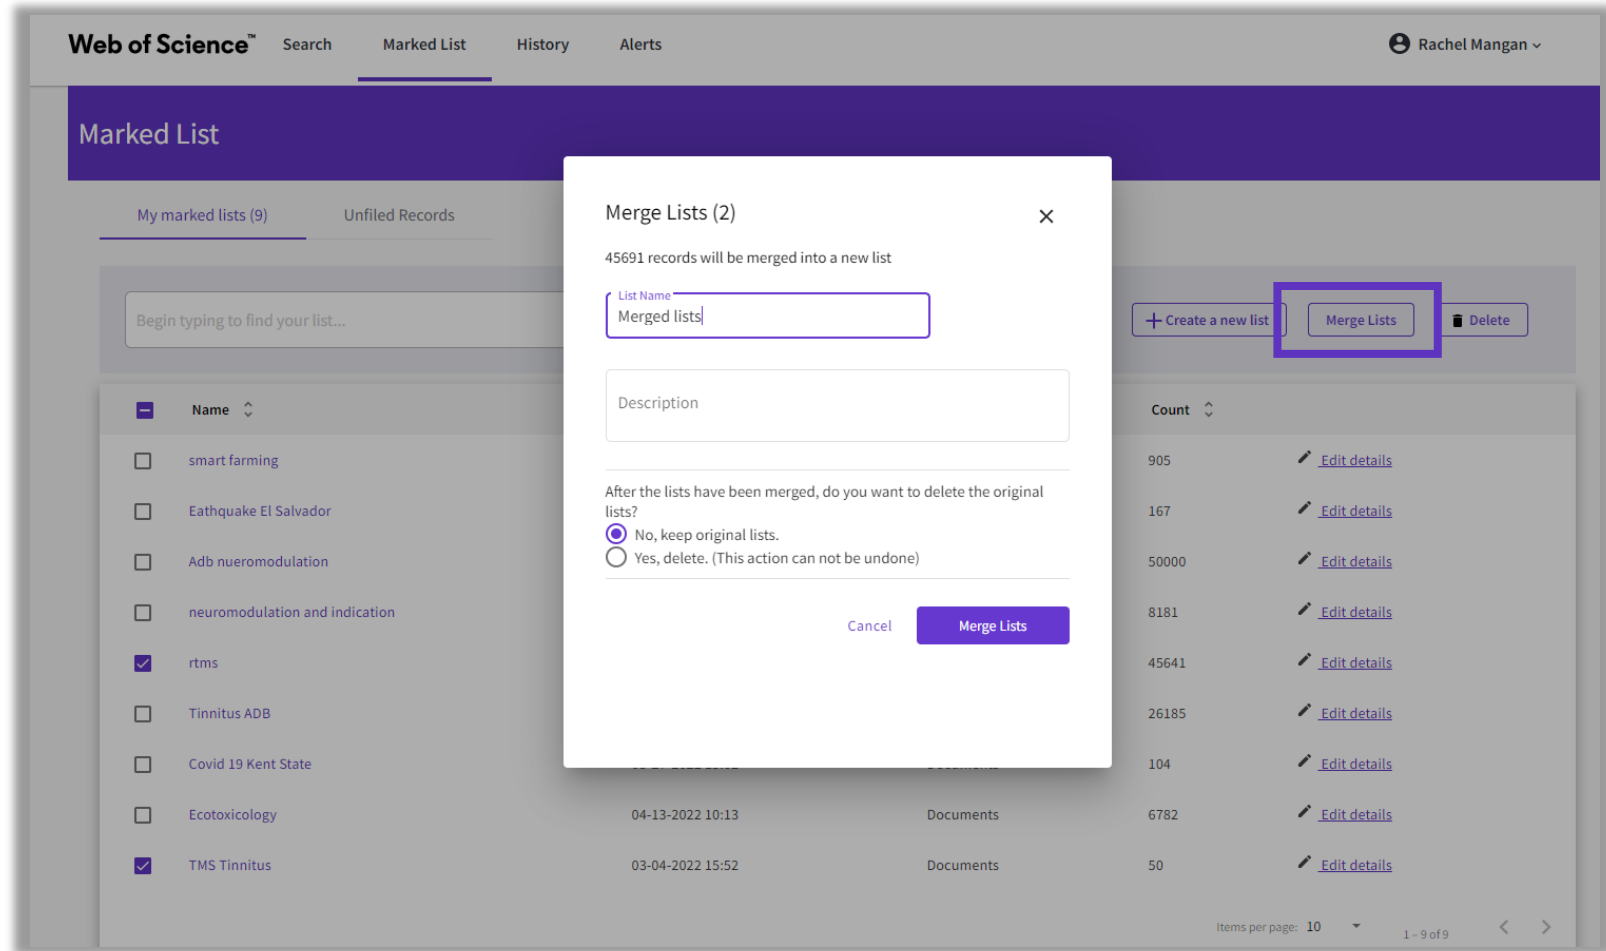 Web of Science™ Search Marked List History Alerts Rachel Mangan
Marked List
My marked lists (9) Unfiled Records
Begin typing to find your list...
Create a new list Merge Lists Delete
Merge Lists (2)
45691 records will be merged into a new list
List Name
Merged lists
Description
After the lists have been merged, do you want to delete the original
lists?
No, keep original lists.
Yes, delete. (This action can not be undone)
Cancel Merge Lists
Name Count
smart farming 905 Edit details
Eathquake El Salvador 167 Edit details
Adb nueromodulation 50000 Edit details
neuromodulation and indication 8181 Edit details
rtms 45641 Edit details
Tinnitus ADB 26185 Edit details
Covid 19 Kent State 104 Edit details
Ecotoxicology 04-13-2022 10:13 Documents 6782 Edit details
TMS Tinnitus 03-04-2022 15:52 Documents 50 Edit details
Items per page: 10 1 – 9 of 9